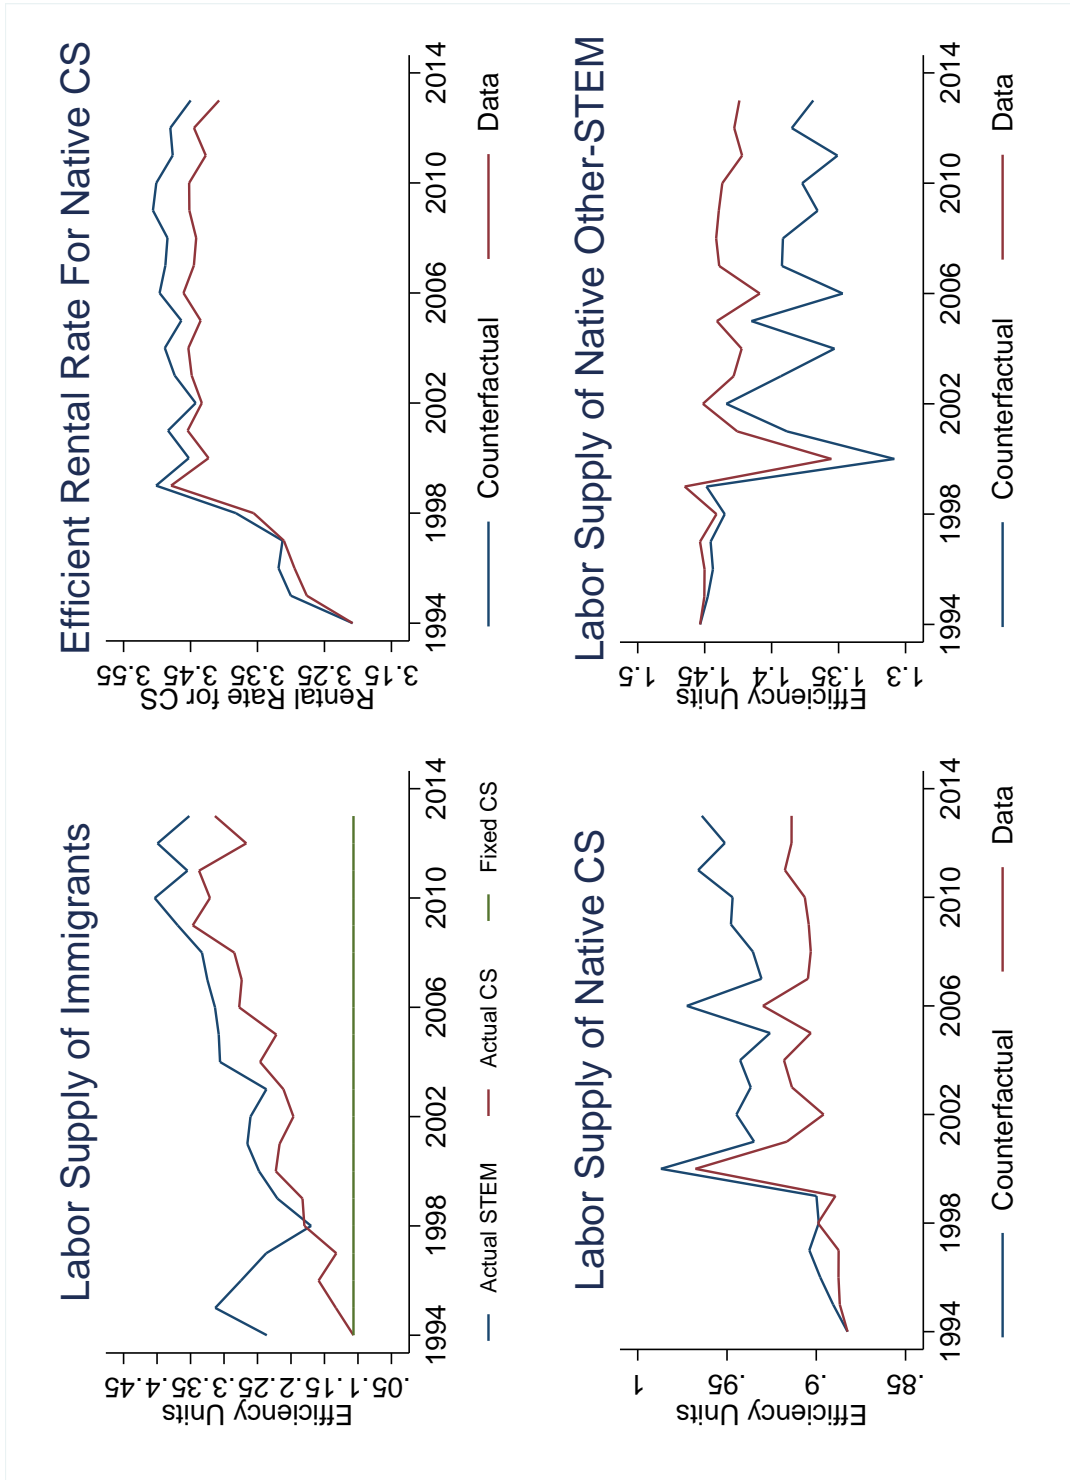 Labor Supply of Immigrants
Efficiency Units
.05 .1 .15 .2 .25 .3 .35 .4 .45
1994 1998 2002 2006 2010 2014
Actual STEM Actual CS Fixed CS
Efficient Rental Rate For Native CS
Rental Rate for CS
3.15 3.25 3.35 3.45 3.55
1994 1998 2002 2006 2010 2014
Counterfactual Data
Labor Supply of Native CS
Efficiency Units
.85 .9 .95 1
1994 1998 2002 2006 2010 2014
Counterfactual Data
Labor Supply of Native Other-STEM
Efficiency Units
1.3 1.35 1.4 1.45 1.5
1994 1998 2002 2006 2010 2014
Counterfactual Data